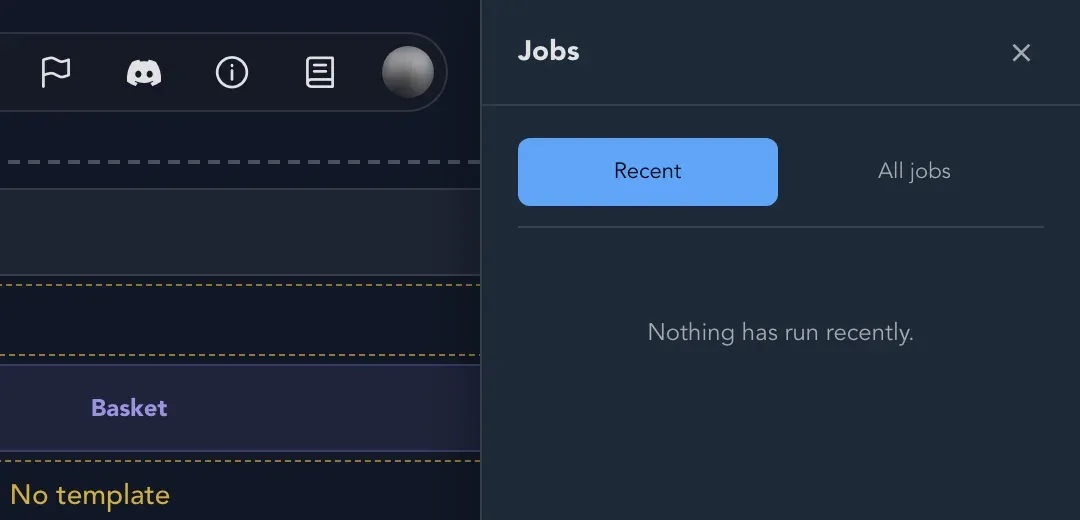 Jobs
Recent
All jobs
Nothing has run recently.
Basket
No template